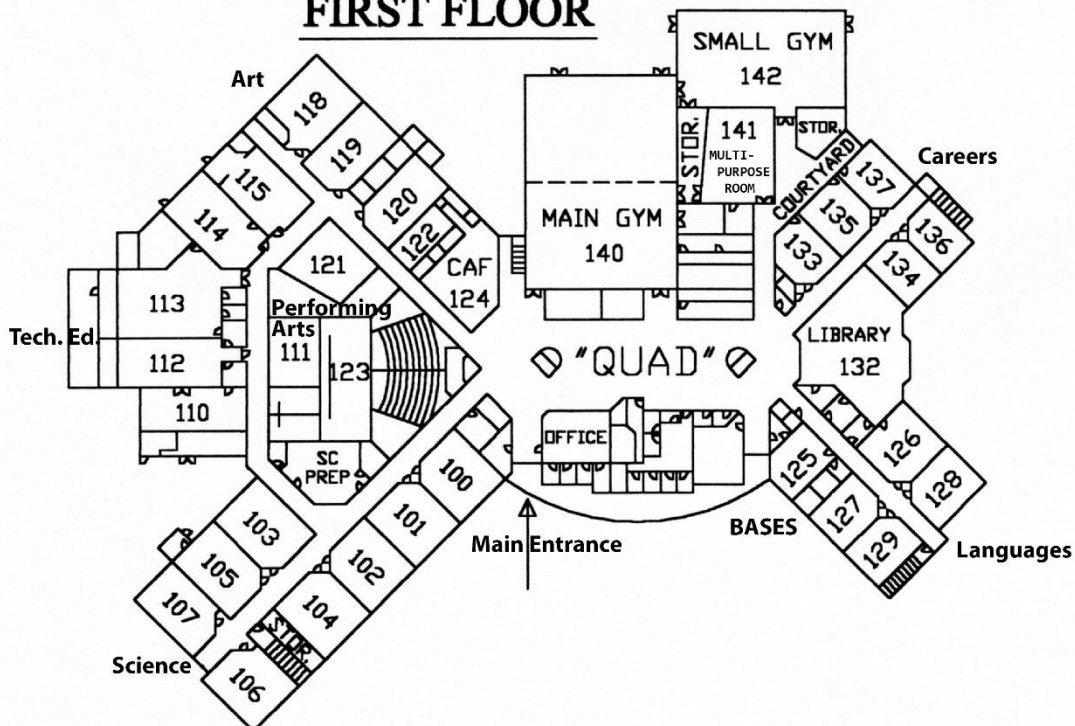 FIRST FLOOR
SMALL GYM
142
Art
118
119
STOR.
141
MULTI-
PURPOSE
ROOM
STOR.
COURTYARD
137
Careers
115
120
135
136
114
122
MAIN GYM
140
133
134
121
CAF
124
113
Performing
Arts
Tech. Ed.
111
123
112
"QUAD"
LIBRARY
132
110
OFFICE
SC
PREP
100
125
126
101
127
128
103
Main Entrance
BASES
129
Languages
102
105
104
107
STOR.
Science
106